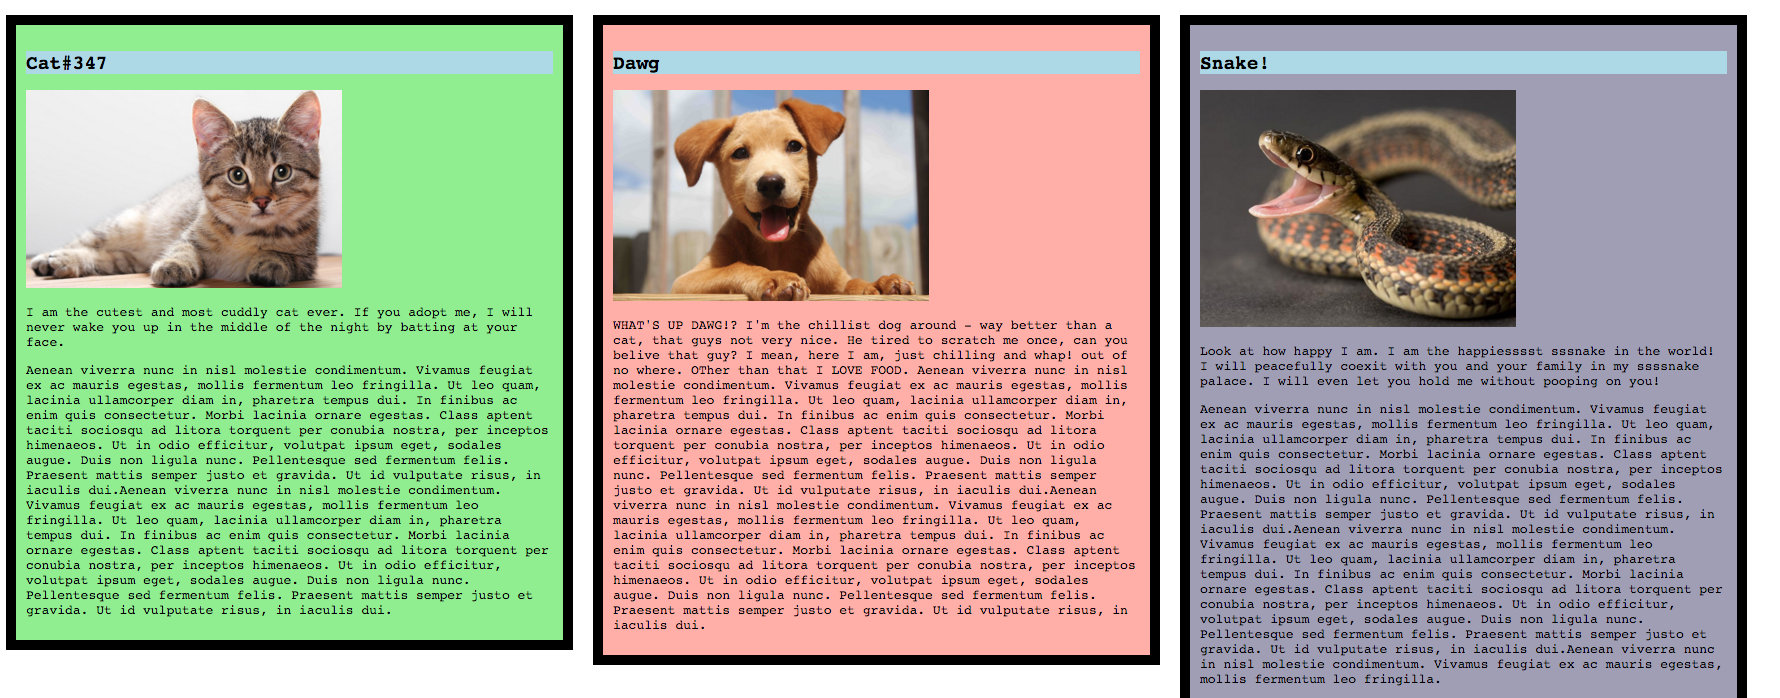 Cat#347
I am the cutest and most cuddly cat ever. If you adopt me, I will
never wake you up in the middle of the night by batting at your
face.
Aenean viverra nunc in nisl molestie condimentum. Vivamus feugiat
ex ac mauris egestas, mollis fermentum leo fringilla. Ut leo quam,
lacinia ullamcorper diam in, pharetra tempus dui. In finibus ac
enim quis consectetur. Morbi lacinia ornare egestas. Class aptent
taciti sociosqu ad litora torquent per conubia nostra, per inceptos
himenaeos. Ut in odio efficitur, volutpat ipsum eget, sodales
augue. Duis non ligula nunc. Pellentesque sed fermentum felis.
Praesent mattis semper justo et gravida. Ut id vulputate risus, in
iaculis dui.Aenean viverra nunc in nisl molestie condimentum.
Vivamus feugiat ex ac mauris egestas, mollis fermentum leo
fringilla. Ut leo quam, lacinia ullamcorper diam in, pharetra
tempus dui. In finibus ac enim quis consectetur. Morbi lacinia
ornare egestas. Class aptent taciti sociosqu ad litora torquent per
conubia nostra, per inceptos himenaeos. Ut in odio efficitur,
volutpat ipsum eget, sodales augue. Duis non ligula nunc.
Pellentesque sed fermentum felis. Praesent mattis semper justo et
gravida. Ut id vulputate risus, in iaculis dui.
Dawg
WHAT'S UP DAWG!? I'm the chillist dog around - way better than a
cat, that guys not very nice. He tired to scratch me once, can you
belive that guy? I mean, here I am, just chilling and whap! out of
no where. OTher than that I LOVE FOOD. Aenean viverra nunc in nisl
molestie condimentum. Vivamus feugiat ex ac mauris egestas, mollis
fermentum leo fringilla. Ut leo quam, lacinia ullamcorper diam in,
pharetra tempus dui. In finibus ac enim quis consectetur. Morbi
lacinia ornare egestas. Class aptent taciti sociosqu ad litora
torquent per conubia nostra, per inceptos himenaeos. Ut in odio
efficitur, volutpat ipsum eget, sodales augue. Duis non ligula
nunc. Pellentesque sed fermentum felis. Praesent mattis semper
justo et gravida. Ut id vulputate risus, in iaculis dui.Aenean
viverra nunc in nisl molestie condimentum. Vivamus feugiat ex ac
mauris egestas, mollis fermentum leo fringilla. Ut leo quam,
lacinia ullamcorper diam in, pharetra tempus dui. In finibus ac
enim quis consectetur. Morbi lacinia ornare egestas. Class aptent
taciti sociosqu ad litora torquent per conubia nostra, per inceptos
himenaeos. Ut in odio efficitur, volutpat ipsum eget, sodales
augue. Duis non ligula nunc. Pellentesque sed fermentum felis.
Praesent mattis semper justo et gravida. Ut id vulputate risus, in
iaculis dui.
Snake!
Look at how happy I am. I am the happiesssst sssnake in the world!
I will peacefully coexit with you and your family in my ssssnake
palace. I will even let you hold me without pooping on you!
Aenean viverra nunc in nisl molestie condimentum. Vivamus feugiat
ex ac mauris egestas, mollis fermentum leo fringilla. Ut leo quam,
lacinia ullamcorper diam in, pharetra tempus dui. In finibus ac
enim quis consectetur. Morbi lacinia ornare egestas. Class aptent
taciti sociosqu ad litora torquent per conubia nostra, per inceptos
himenaeos. Ut in odio efficitur, volutpat ipsum eget, sodales
augue. Duis non ligula nunc. Pellentesque sed fermentum felis.
Praesent mattis semper justo et gravida. Ut id vulputate risus, in
iaculis dui.Aenean viverra nunc in nisl molestie condimentum.
Vivamus feugiat ex ac mauris egestas, mollis fermentum leo
fringilla. Ut leo quam, lacinia ullamcorper diam in, pharetra
tempus dui. In finibus ac enim quis consectetur. Morbi lacinia
ornare egestas. Class aptent taciti sociosqu ad litora torquent per
conubia nostra, per inceptos himenaeos. Ut in odio efficitur,
volutpat ipsum eget, sodales augue. Duis non ligula nunc.
Pellentesque sed fermentum felis. Praesent mattis semper justo et
gravida. Ut id vulputate risus, in iaculis dui.Aenean viverra nunc
in nisl molestie condimentum. Vivamus feugiat ex ac mauris egestas,
mollis fermentum leo fringilla.